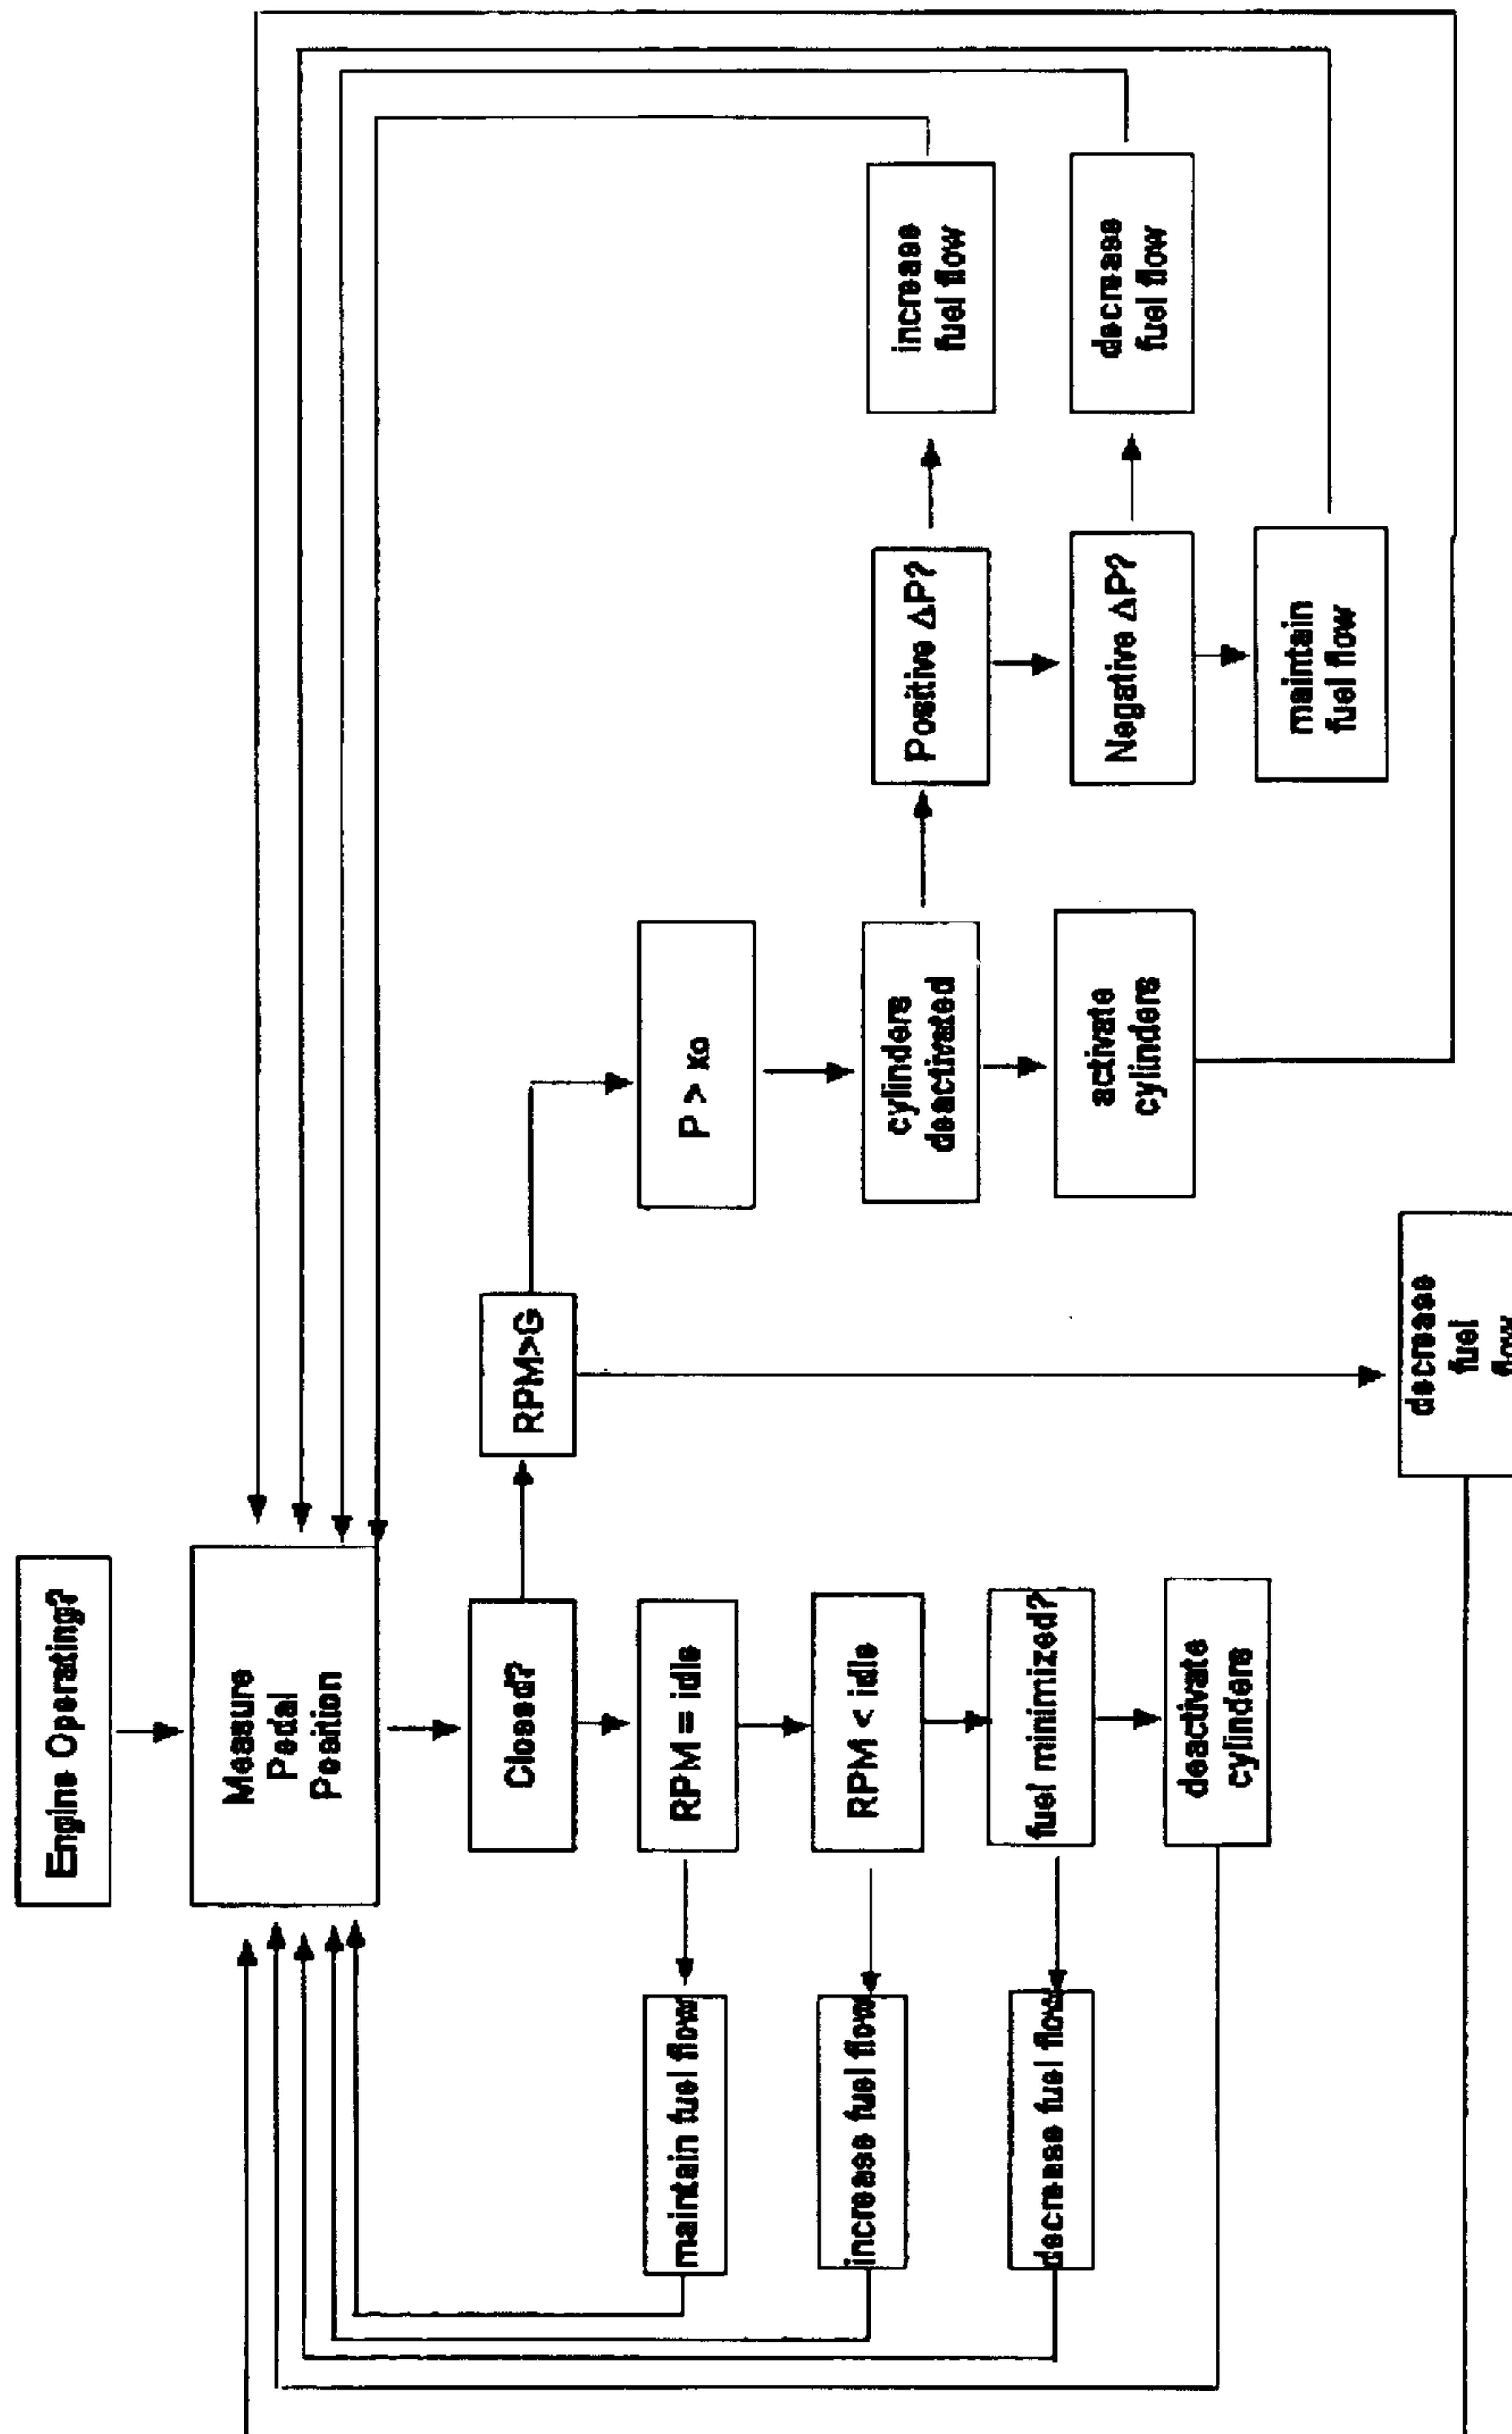 Engine Operating?
Measure
Pedal
Position
Closed?
RPM>G
RPM = idle
maintain fuel flow
P > xo
RPM < idle
increase fuel flow
cylinders
deactivated
Positive ΔP?
increase
fuel flow
fuel minimized?
decrease fuel flow
activate
cylinders
Negative ΔP?
decrease
fuel flow
deactivate
cylinders
maintain
fuel flow
decrease
fuel
flow